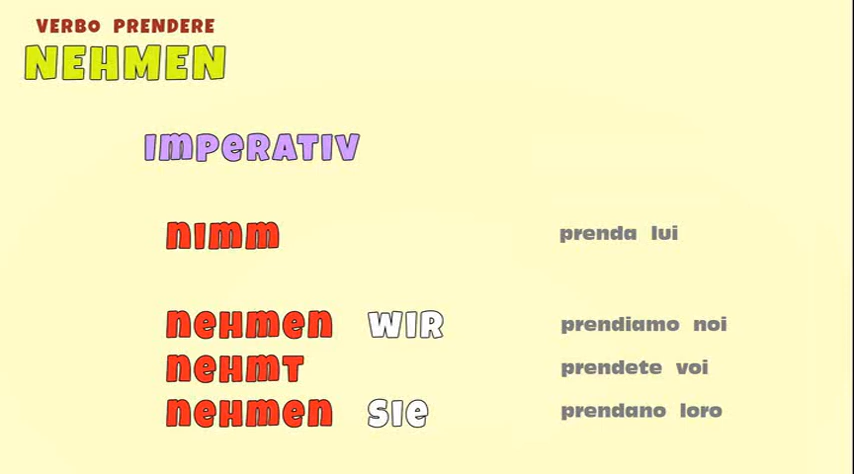 VERBO PRENDERE
NEHMEN
IMPERATIV
nimm prenda lui
nehmen WIR prendiamo noi
nehmt prendete voi
nehmen SIE prendano loro